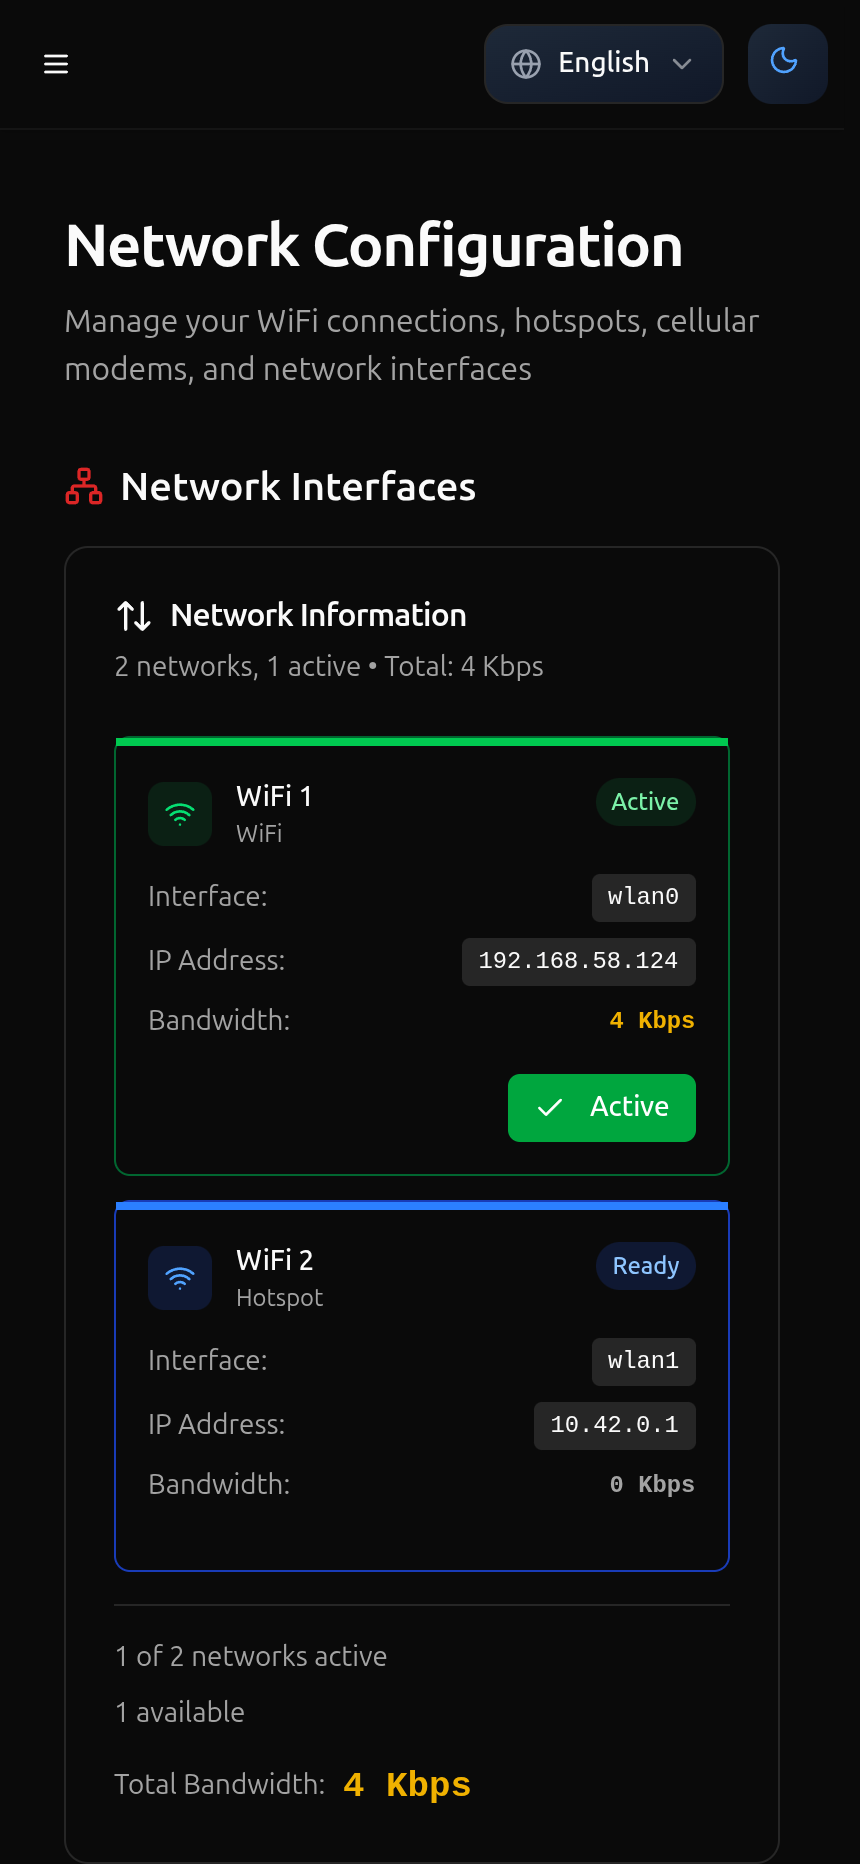 English
Network Configuration
Manage your WiFi connections, hotspots, cellular
modems, and network interfaces
Network Interfaces
Network Information
2 networks, 1 active • Total: 4 Kbps
WiFi 1
WiFi
Active
Interface: wlan0
IP Address: 192.168.58.124
Bandwidth: 4 Kbps
Active
WiFi 2
Hotspot
Ready
Interface: wlan1
IP Address: 10.42.0.1
Bandwidth: 0 Kbps
1 of 2 networks active
1 available
Total Bandwidth: 4 Kbps